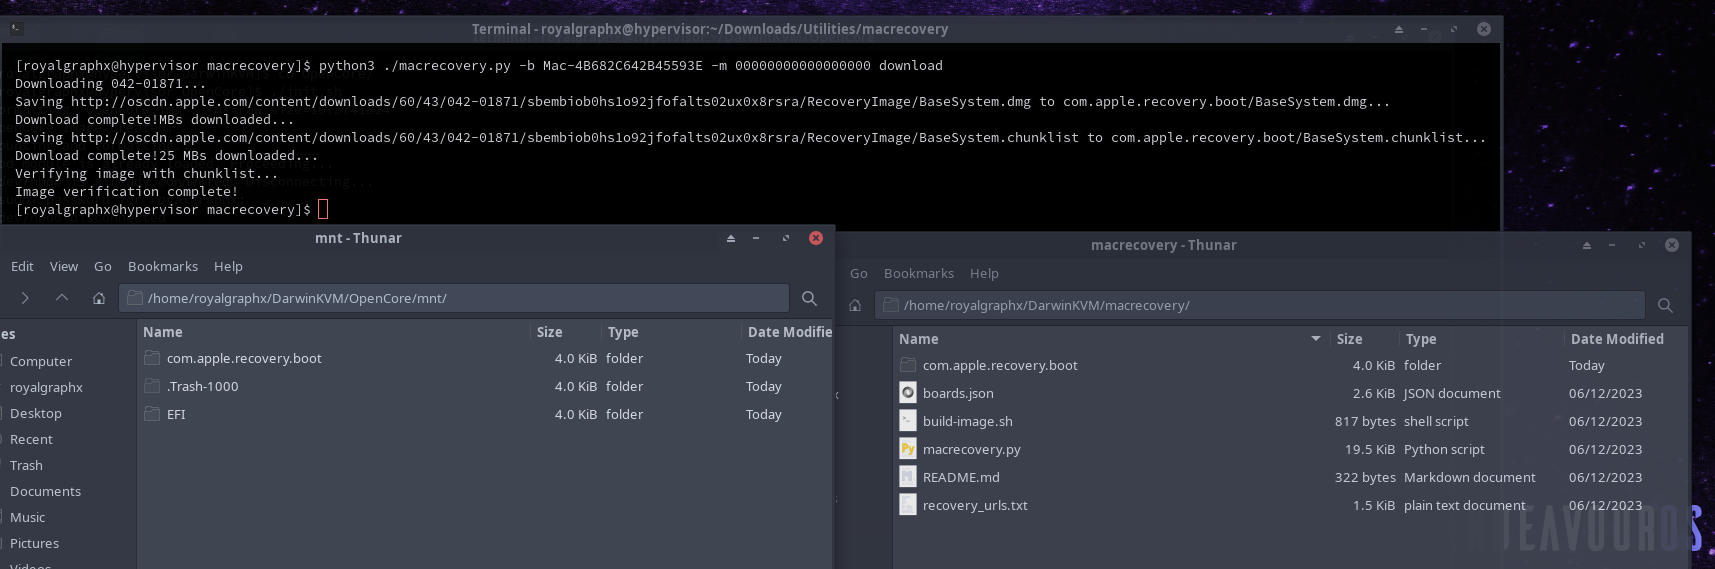 Terminal - royalgraphx@hypervisor:~/Downloads/Utilities/macrecovery
[royalgraphx@hypervisor macrecovery]$ python3 ./macrecovery.py -b Mac-4B682C642B45593E -m 00000000000000000 download
Downloading 042-01871...
Saving http://oscdn.apple.com/content/downloads/60/43/042-01871/sbembiob0hs1o92jfofalts02ux0x8rsra/RecoveryImage/BaseSystem.dmg to com.apple.recovery.boot/BaseSystem.dmg...
Download complete!MBs downloaded...
Saving http://oscdn.apple.com/content/downloads/60/43/042-01871/sbembiob0hs1o92jfofalts02ux0x8rsra/RecoveryImage/BaseSystem.chunklist to com.apple.recovery.boot/BaseSystem.chunklist...
Download complete!25 MBs downloaded...
Verifying image with chunklist...
Image verification complete!
[royalgraphx@hypervisor macrecovery]$
mnt - Thunar
Edit View Go Bookmarks Help
/home/royalgraphx/DarwinKVM/OpenCore/mnt/
es
Computer
royalgraphx
Desktop
Recent
Trash
Documents
Music
Pictures
Videos
Name Size Type Date Modifie
com.apple.recovery.boot 4.0 KiB folder Today
.Trash-1000 4.0 KiB folder Today
EFI 4.0 KiB folder Today
macrecovery - Thunar
Go Bookmarks Help
/home/royalgraphx/DarwinKVM/macrecovery/
Name Size Type Date Modified
com.apple.recovery.boot 4.0 KiB folder Today
boards.json 2.6 KiB JSON document 06/12/2023
build-image.sh 817 bytes shell script 06/12/2023
macrecovery.py 19.5 KiB Python script 06/12/2023
README.md 322 bytes Markdown document 06/12/2023
recovery_urls.txt 1.5 KiB plain text document 06/12/2023
DEAVOUROS